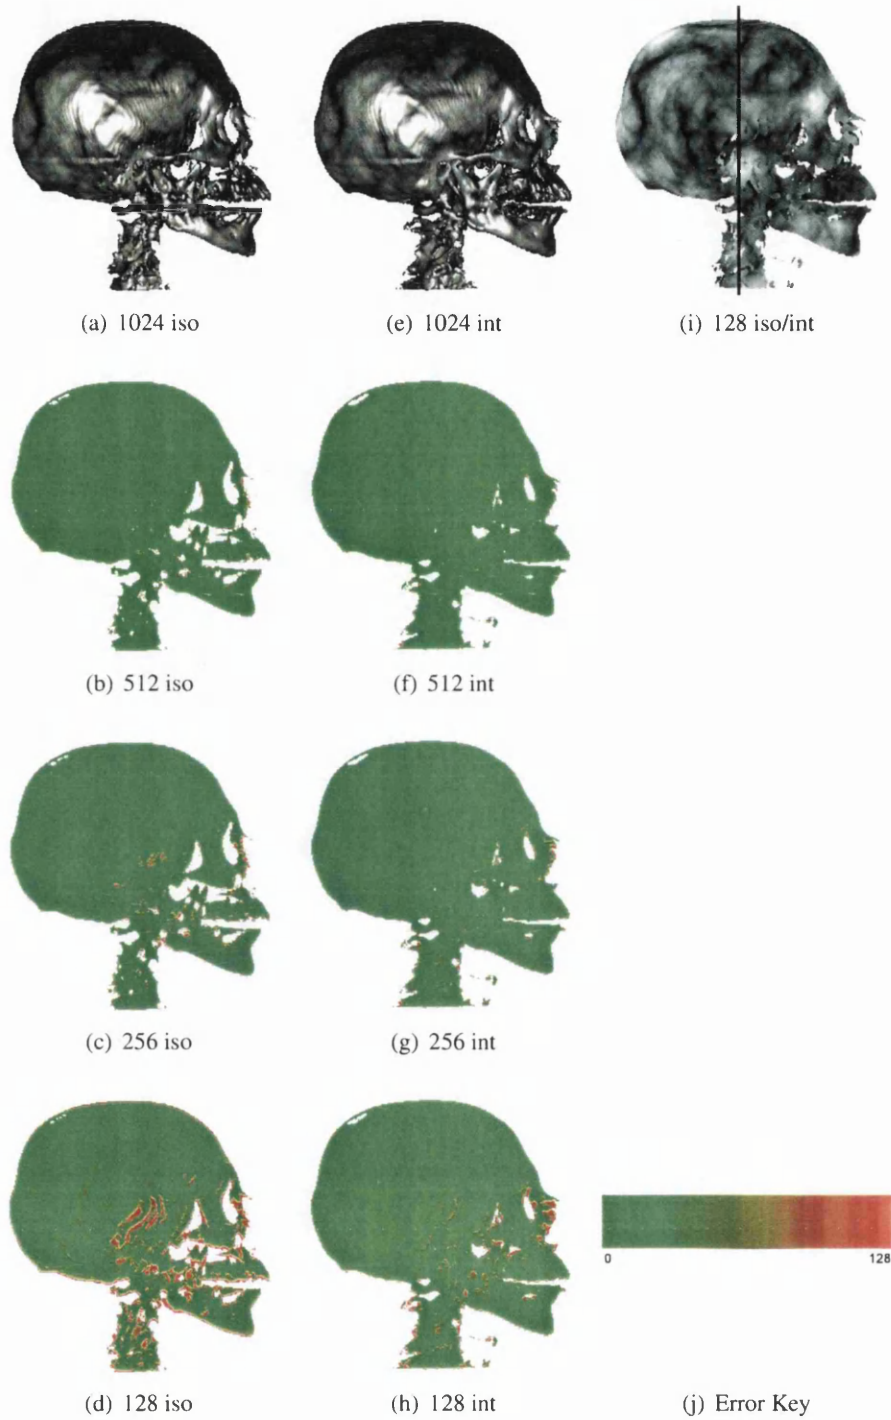 (a) 1024 iso
(e) 1024 int
(i) 128 iso/int
(b) 512 iso
(f) 512 int
(c) 256 iso
(g) 256 int
0 128
(d) 128 iso
(h) 128 int
(j) Error Key